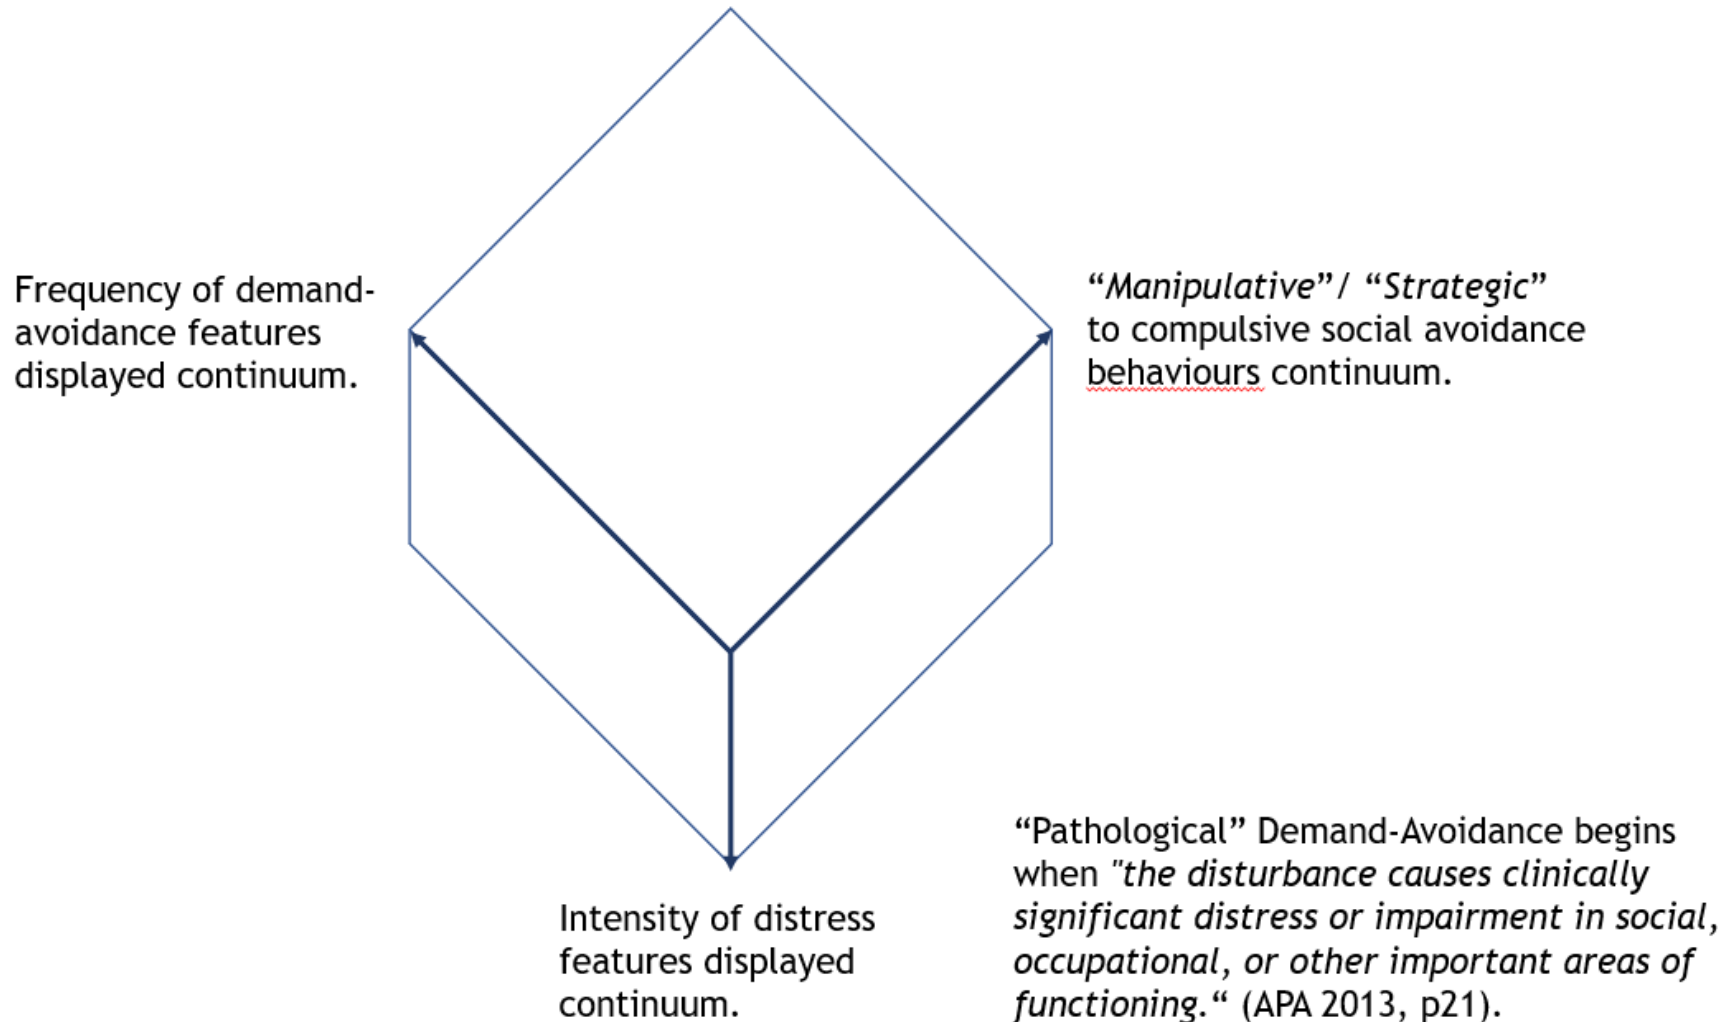 Frequency of demand-
avoidance features
displayed continuum.
“Manipulative”/ “Strategic”
to compulsive social avoidance
behaviours continuum.
Intensity of distress
features displayed
continuum.
“Pathological” Demand-Avoidance begins
when "the disturbance causes clinically
significant distress or impairment in social,
occupational, or other important areas of
functioning.“ (APA 2013, p21).